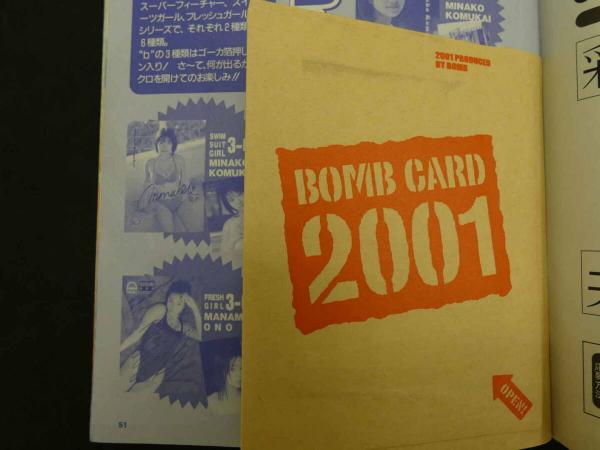 スーパーフィーチャー、スイ
ーツガール、フレッシュガール
シリーズで、それぞれ2種類
6種類。
"b"の3種類はゴーカ箔押し
ン入り! さ〜て、何が出るか
クロを開けてのお楽しみ!!
MINAKO
KOMUKAI
SWIM
SUIT
GIRL
3-
MINAKO
KOMUK
FRESH
GIRL
3-
MANAM
ONO
51
2001 PRODUCED
BY BOMB
BOMB CARD
2001
OPEN!